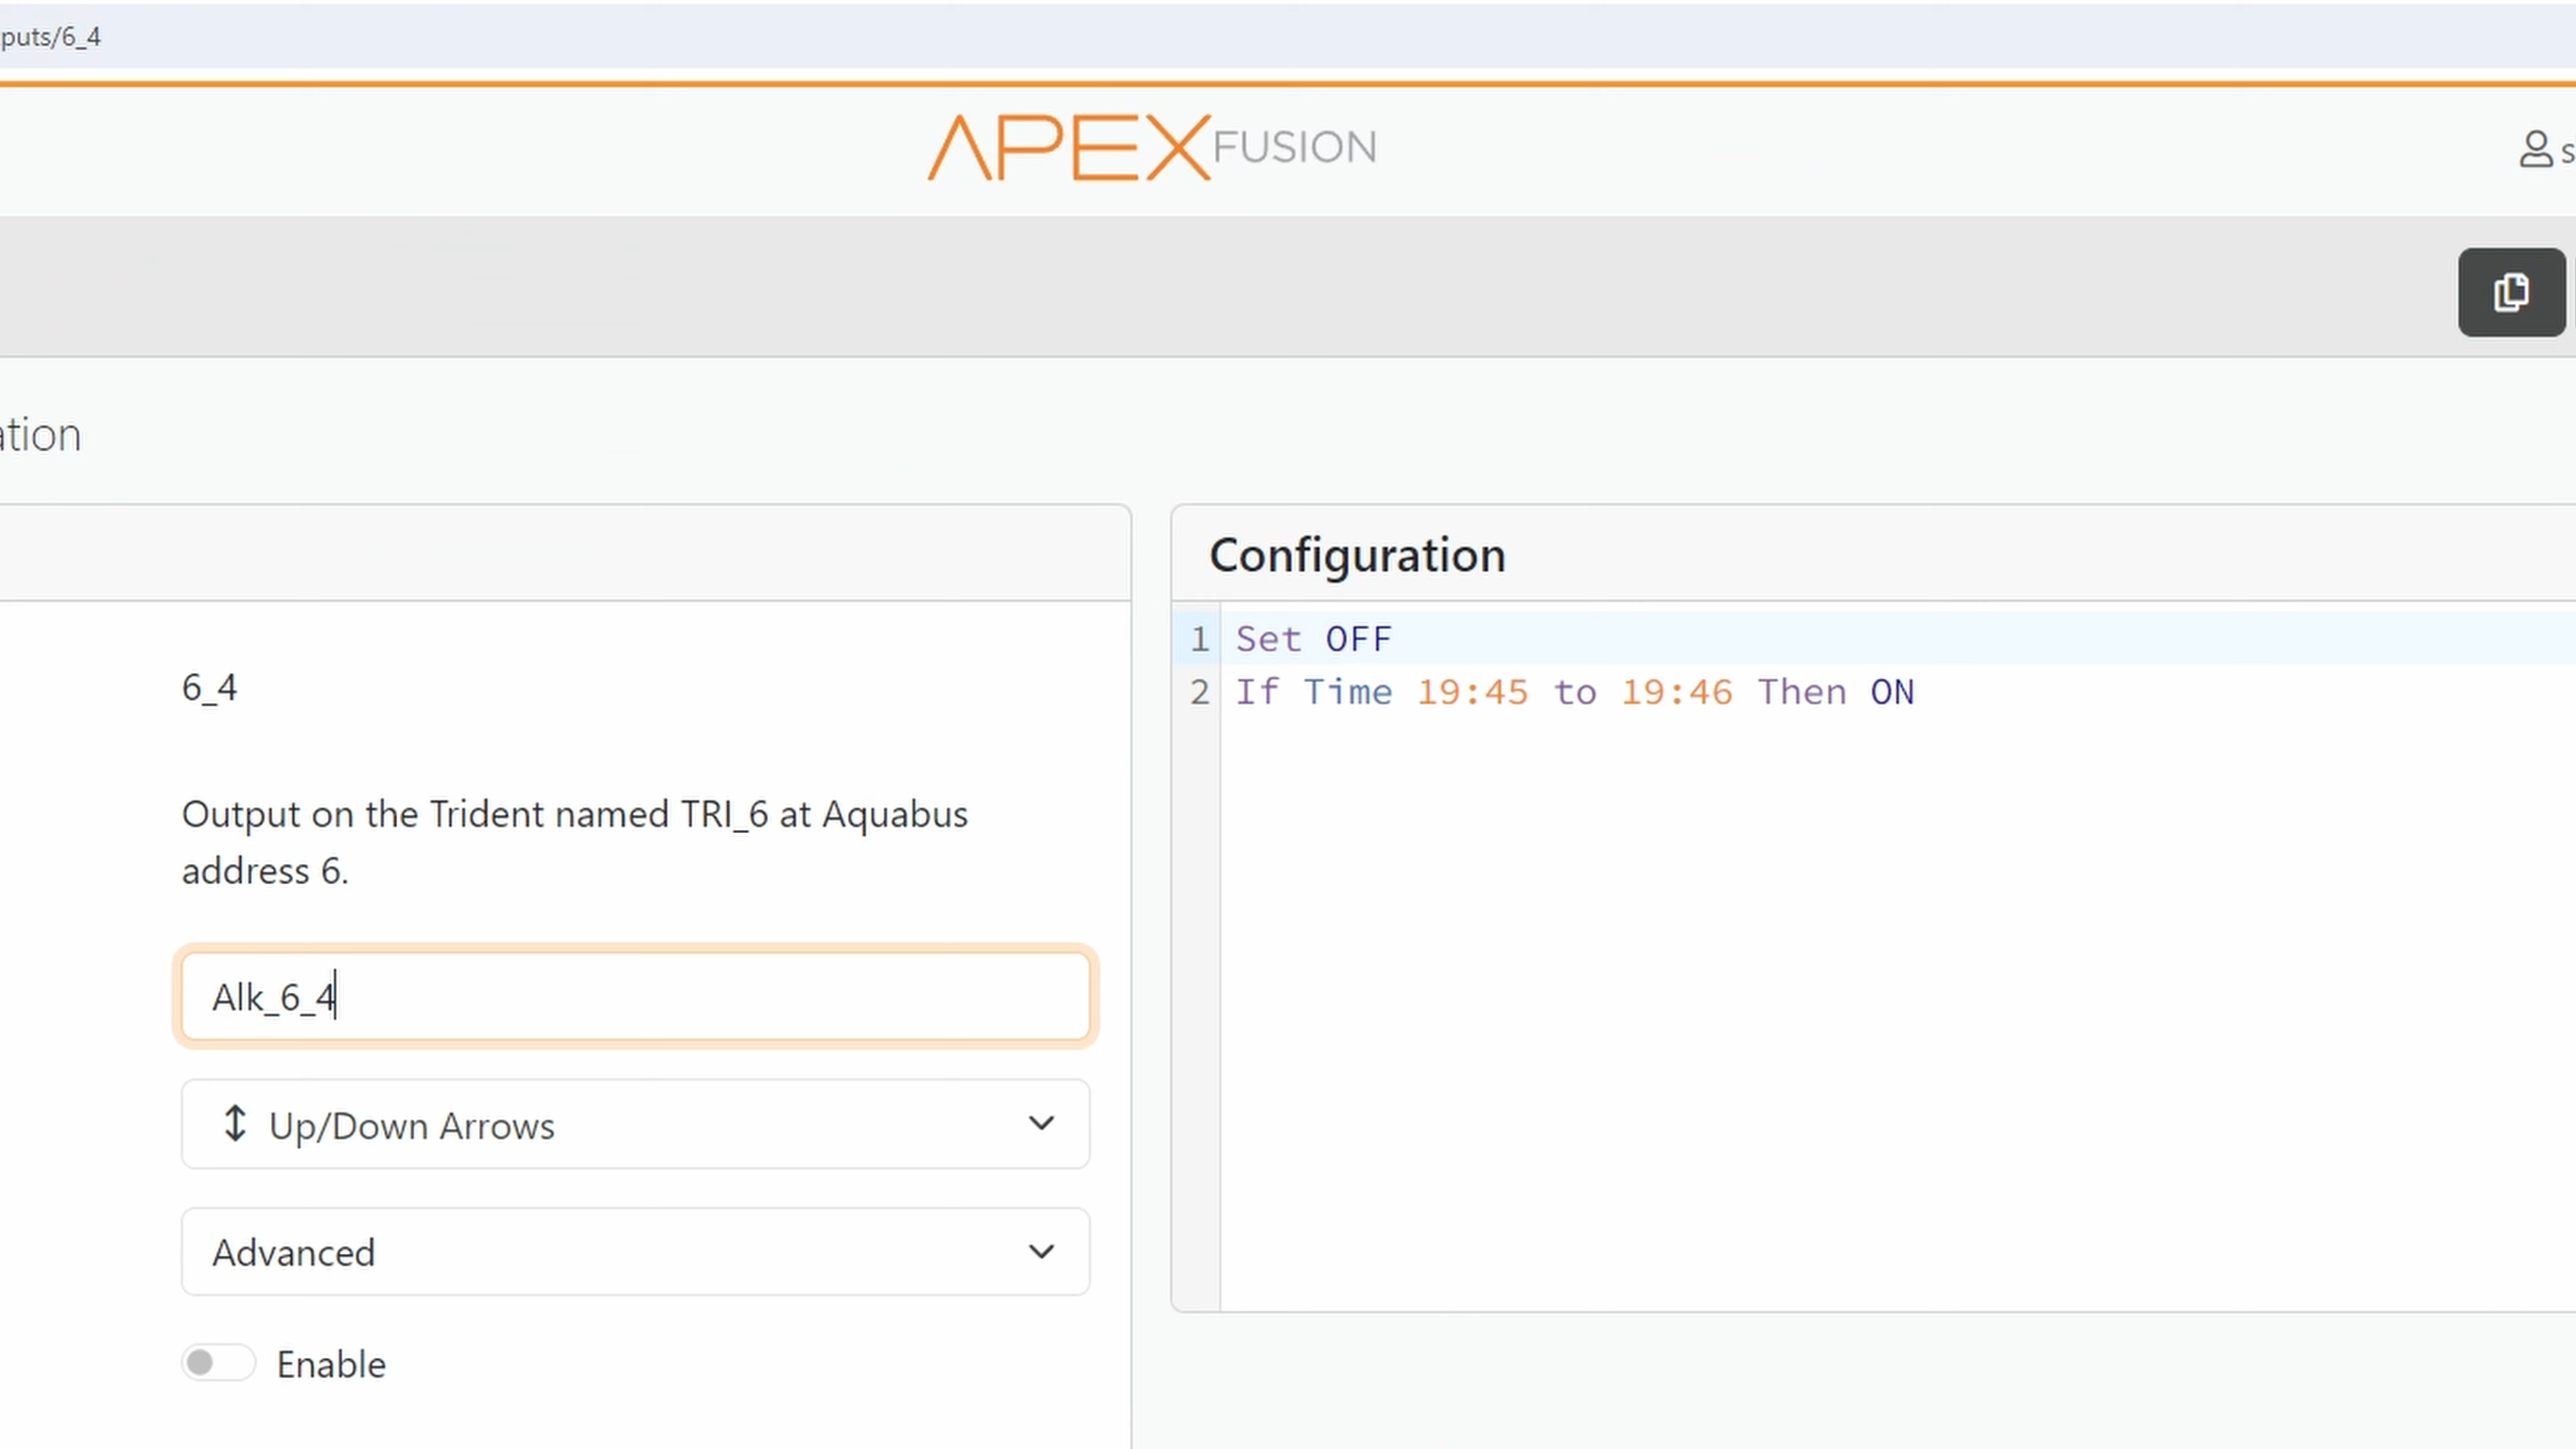 puts/6_4
APEX FUSION
s
ation
Configuration
1 Set OFF
2 If Time 19:45 to 19:46 Then ON
6_4
Output on the Trident named TRI_6 at Aquabus
address 6.
Alk_6_4
Up/Down Arrows
Advanced
Enable